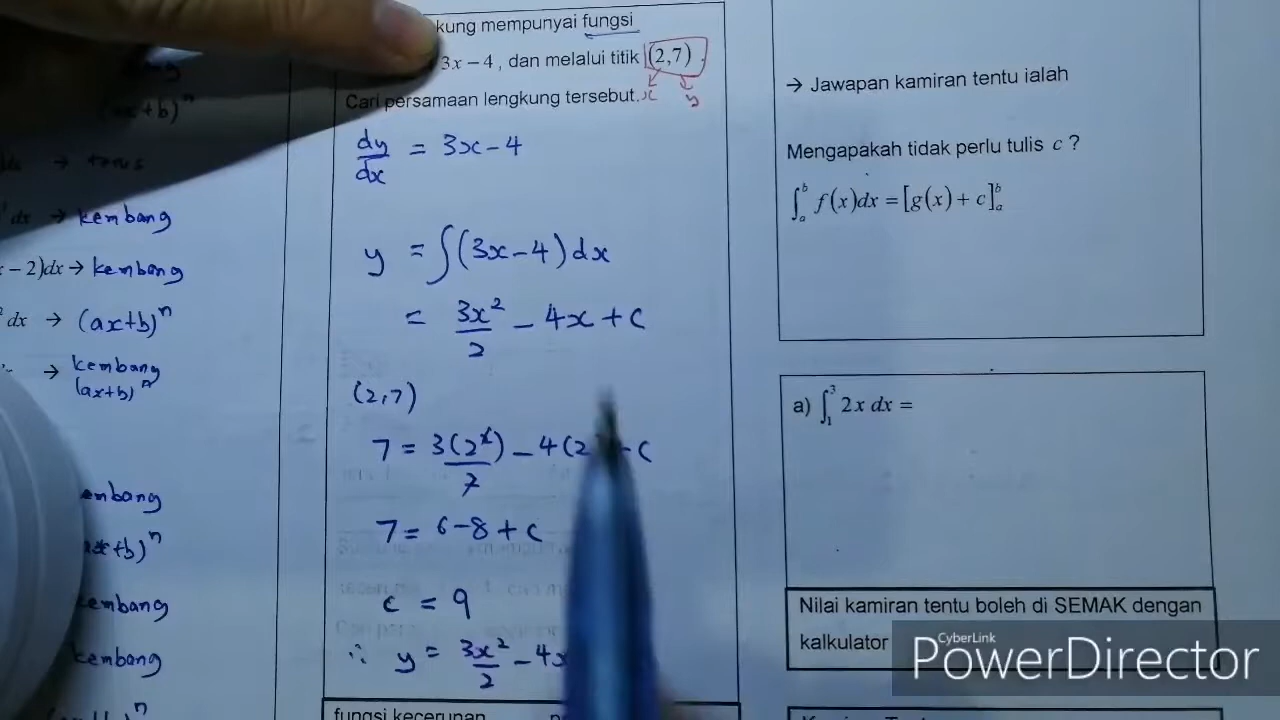 kung mempunyai fungsi
3x – 4 , dan melalui titik (2,7) .
Cari persamaan lengkung tersebut. x y
dy/dx = 3x – 4
y = ∫(3x – 4) dx
= 3x²/2 – 4x + c
(2,7)
7 = 3(2²)/2 – 4(2 c
7 = 6 – 8 + c
c = 9
∴ y = 3x²/2 – 4x
fungsi kecerunan
→ kembang
– 2)dx → kembang
dx → (ax+b)ⁿ
→ kembang
(ax+b)ⁿ
embang
ax+b)ⁿ
kembang
kembang
→ Jawapan kamiran tentu ialah
Mengapakah tidak perlu tulis c ?
∫ₐᵇ f(x)dx = [g(x) + c]ₐᵇ
a) ∫₁³ 2x dx =
Nilai kamiran tentu boleh di SEMAK dengan
kalkulator
CyberLink
PowerDirector